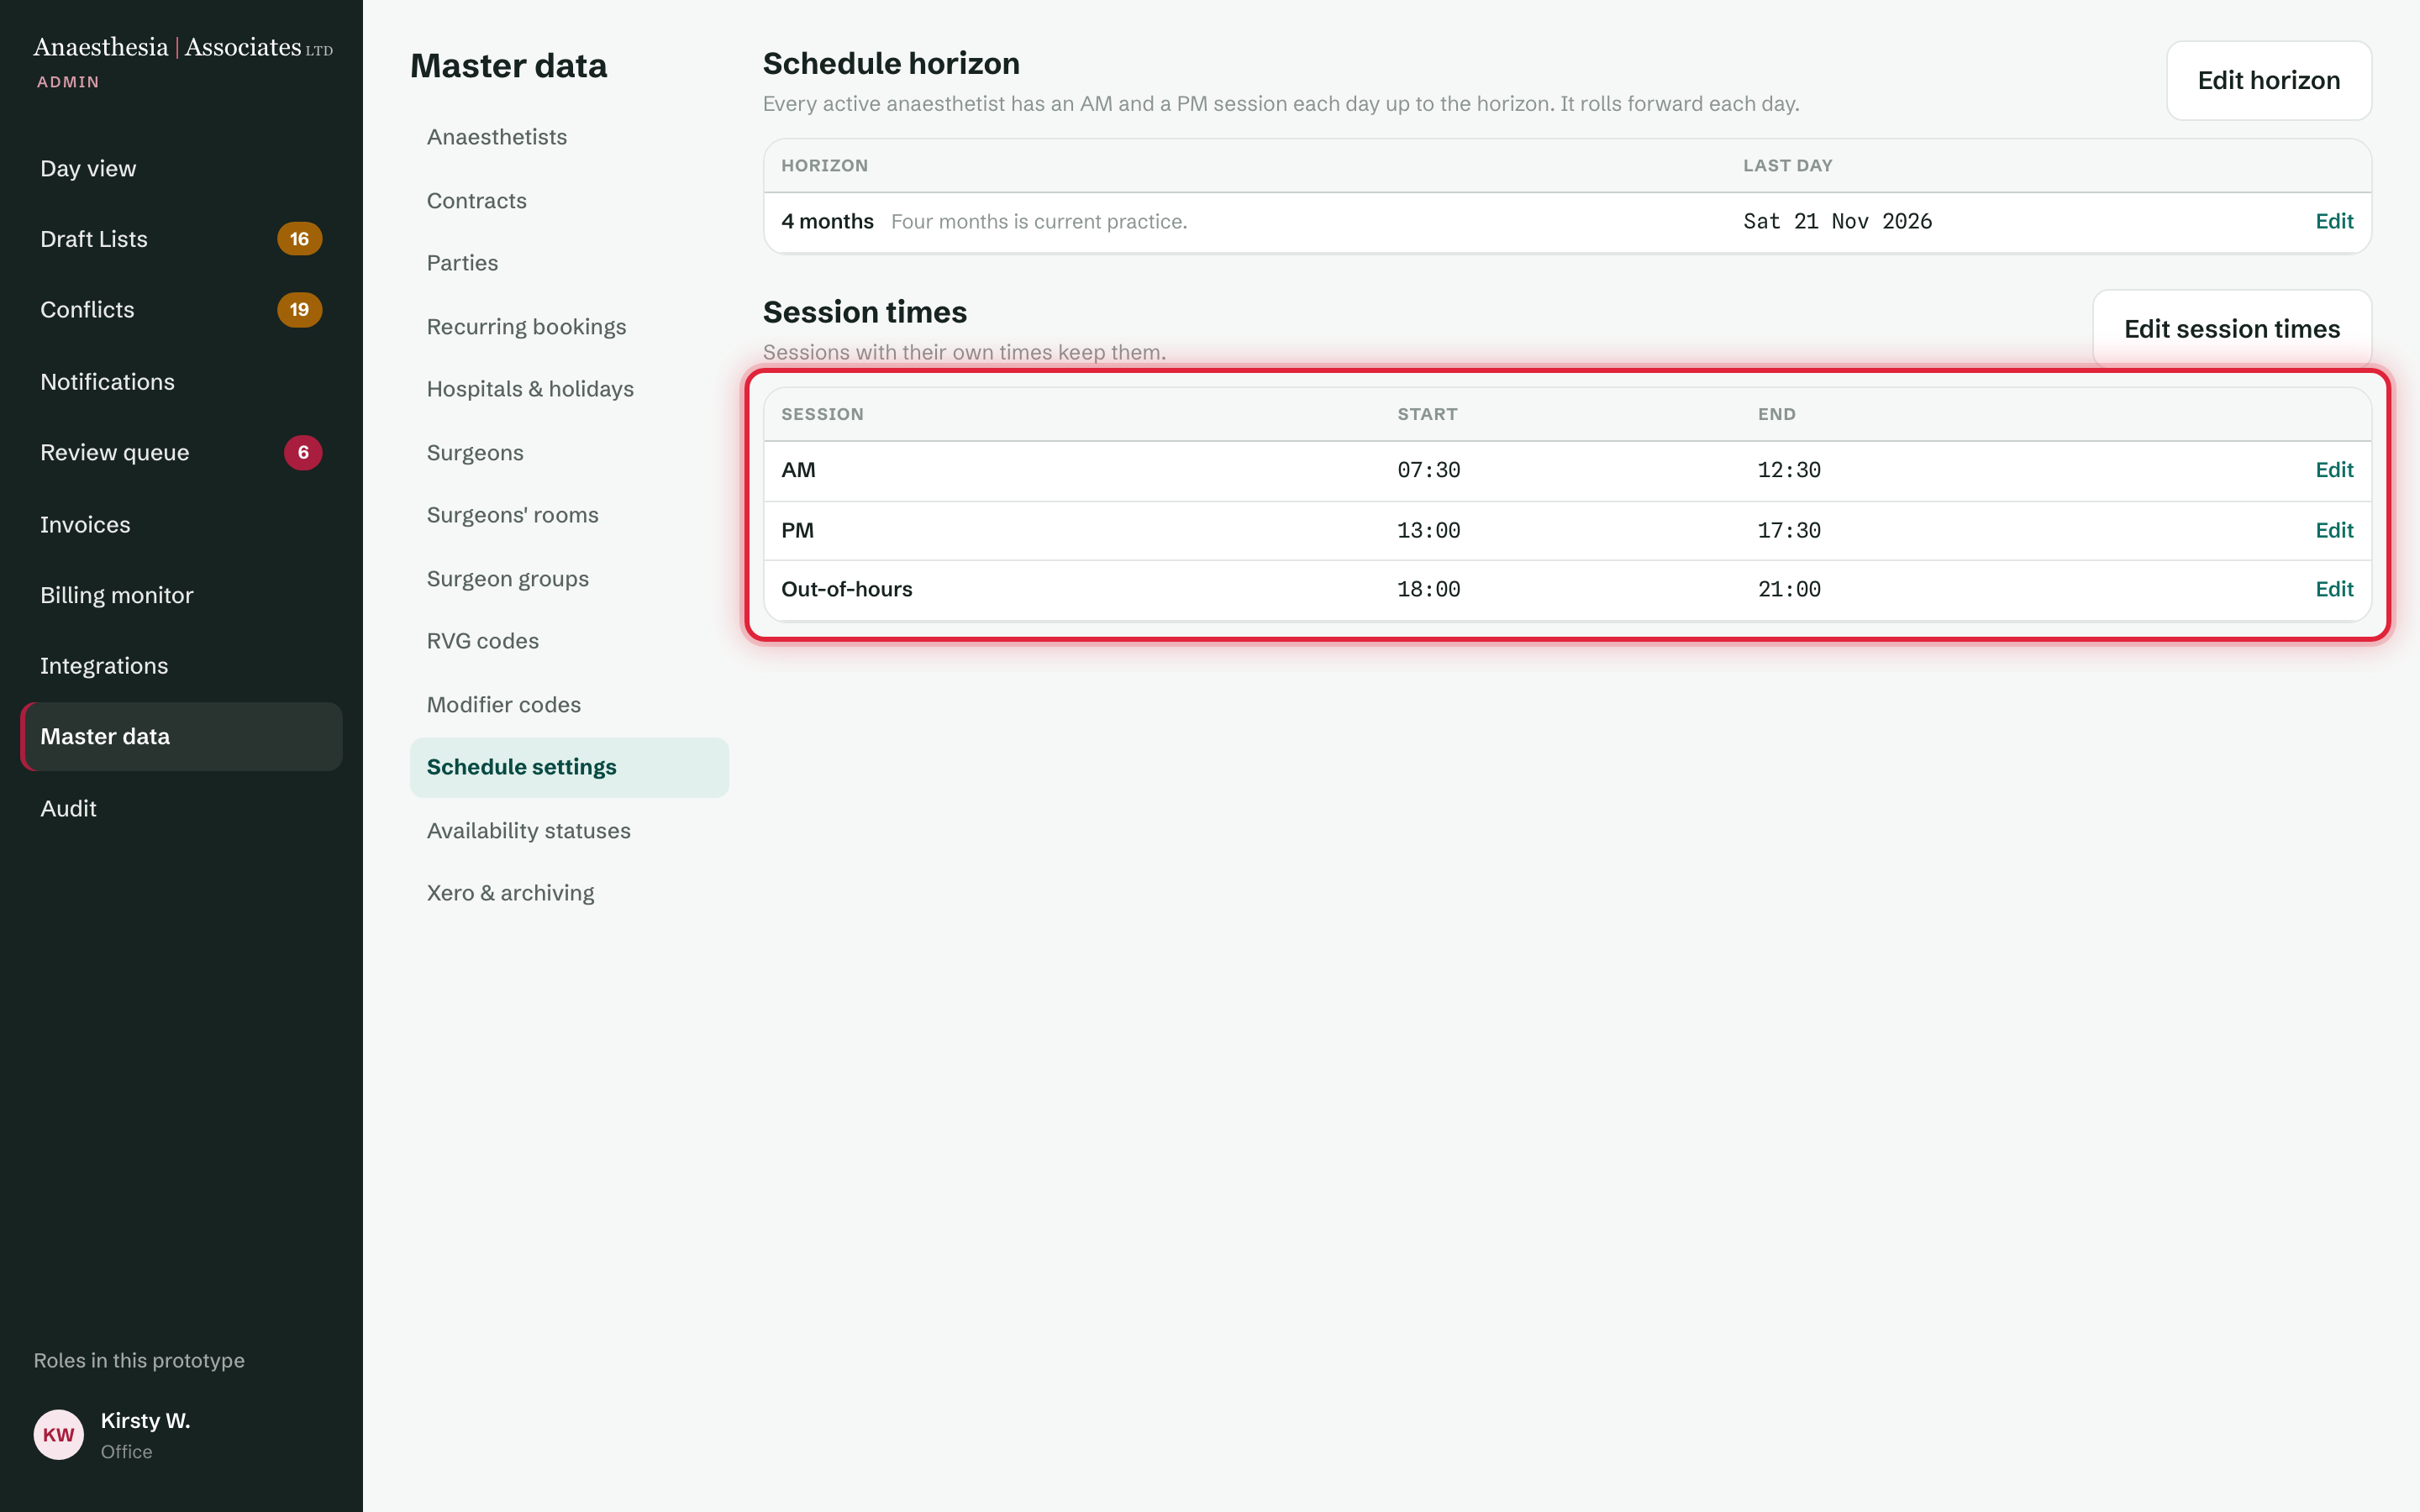 Anaesthesia | Associates LTD
ADMIN
Day view
Draft Lists 16
Conflicts 19
Notifications
Review queue 6
Invoices
Billing monitor
Integrations
Master data
Audit
Roles in this prototype
KW
Kirsty W.
Office
Master data
Anaesthetists
Contracts
Parties
Recurring bookings
Hospitals & holidays
Surgeons
Surgeons' rooms
Surgeon groups
RVG codes
Modifier codes
Schedule settings
Availability statuses
Xero & archiving
Schedule horizon
Every active anaesthetist has an AM and a PM session each day up to the horizon. It rolls forward each day.
Edit horizon
HORIZON LAST DAY
4 months Four months is current practice. Sat 21 Nov 2026 Edit
Session times
Sessions with their own times keep them.
Edit session times
SESSION START END
AM 07:30 12:30 Edit
PM 13:00 17:30 Edit
Out-of-hours 18:00 21:00 Edit